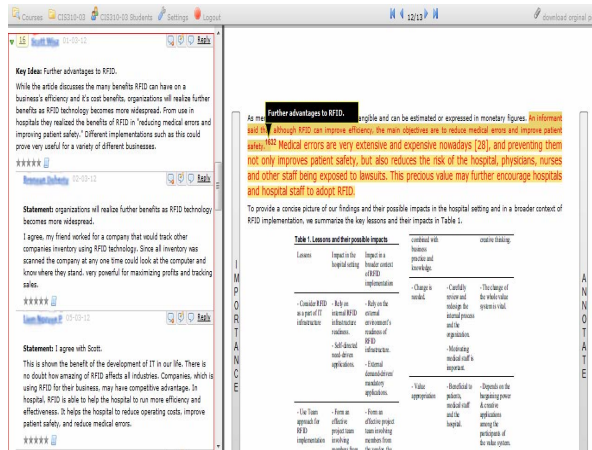 Courses CIS310-02 CIS310-02 Students Settings Logout
12/13
download orginal
16 01-03-12 Reply
Key Idea: Further advantages to RFID.
While the article discusses the many benefits RFID can have on a
business's efficiency and it's cost benefits, organizations will realize further
benefits as RFID technology becomes more widespread. From use in
hospitals they realized the benefits of RFID in "reducing medical errors and
improving patient safety." Different implementations such as this could
prove very useful for a variety of different businesses.
02-03-12 Reply
Statement: organizations will realize further benefits as RFID technology
becomes more widespread.
I agree, my friend worked for a company that would track other
companies inventory using RFID technology. Since all inventory was
scanned the company at any one time could look at the computer and
know where they stand. very powerful for maximizing profits and tracking
sales.
03-03-12 Reply
Statement: I agree with Scott.
This is shown the benefit of the development of IT in our life. There is
no doubt how amazing of RFID affects all industries. Companies, which is
using RFID for their business, may have competitive advantage. In
hospital, RFID is able to help the hospital to run more efficiency and
effectiveness. It helps the hospital to reduce operating costs, improve
patient safety, and reduce medical errors.
IMPORTANCE
Further advantages to RFID.
As angible and can be estimated or expressed in monetary figures. An informant
said although RFID can improve efficiency, the main objectives are to reduce medical errors and improve patient
safety. 1632 Medical errors are very extensive and expensive nowadays [28], and preventing them
not only improves patient safety, but also reduces the risk of the hospital, physicians, nurses
and other staff being exposed to lawsuits. This precious value may further encourage hospitals
and hospital staff to adopt RFID.
To provide a concise picture of our findings and their possible impacts in the hospital setting and in a broader context of
RFID implementation, we summarize the key lessons and their impacts in Table 1.
Table 1. Lessons and their possible impacts
Lessons
Impact in the
hospital setting
Impact in a
broader context
of RFID
implementation
- Consider RFID
as a part of IT
infrastructure
- Rely on
internal RFID
infrastructure
readiness.
- Self-directed
need-driven
applications.
- Rely on the
external
environment's
readiness of
RFID
infrastructure.
- External
demand-driven/
mandatory
applications.
- Use Team
approach for
RFID
implementation
- Form an
effective
project team
involving
members from
- Form an
effective project
team involving
members from
the vendor, the
combined with
business
practice and
knowledge.
creative thinking.
- Change is
needed.
- Carefully
review and
redesign the
internal process
and the
organization.
- Motivating
medical staff is
important.
- The change of
the whole value
system is vital.
- Value
appropriation
- Beneficial to
patients,
medical staff
and the
hospital.
- Depends on the
bargaining power
& creative
applications
among the
participants of
the value system.
ANNOTATE